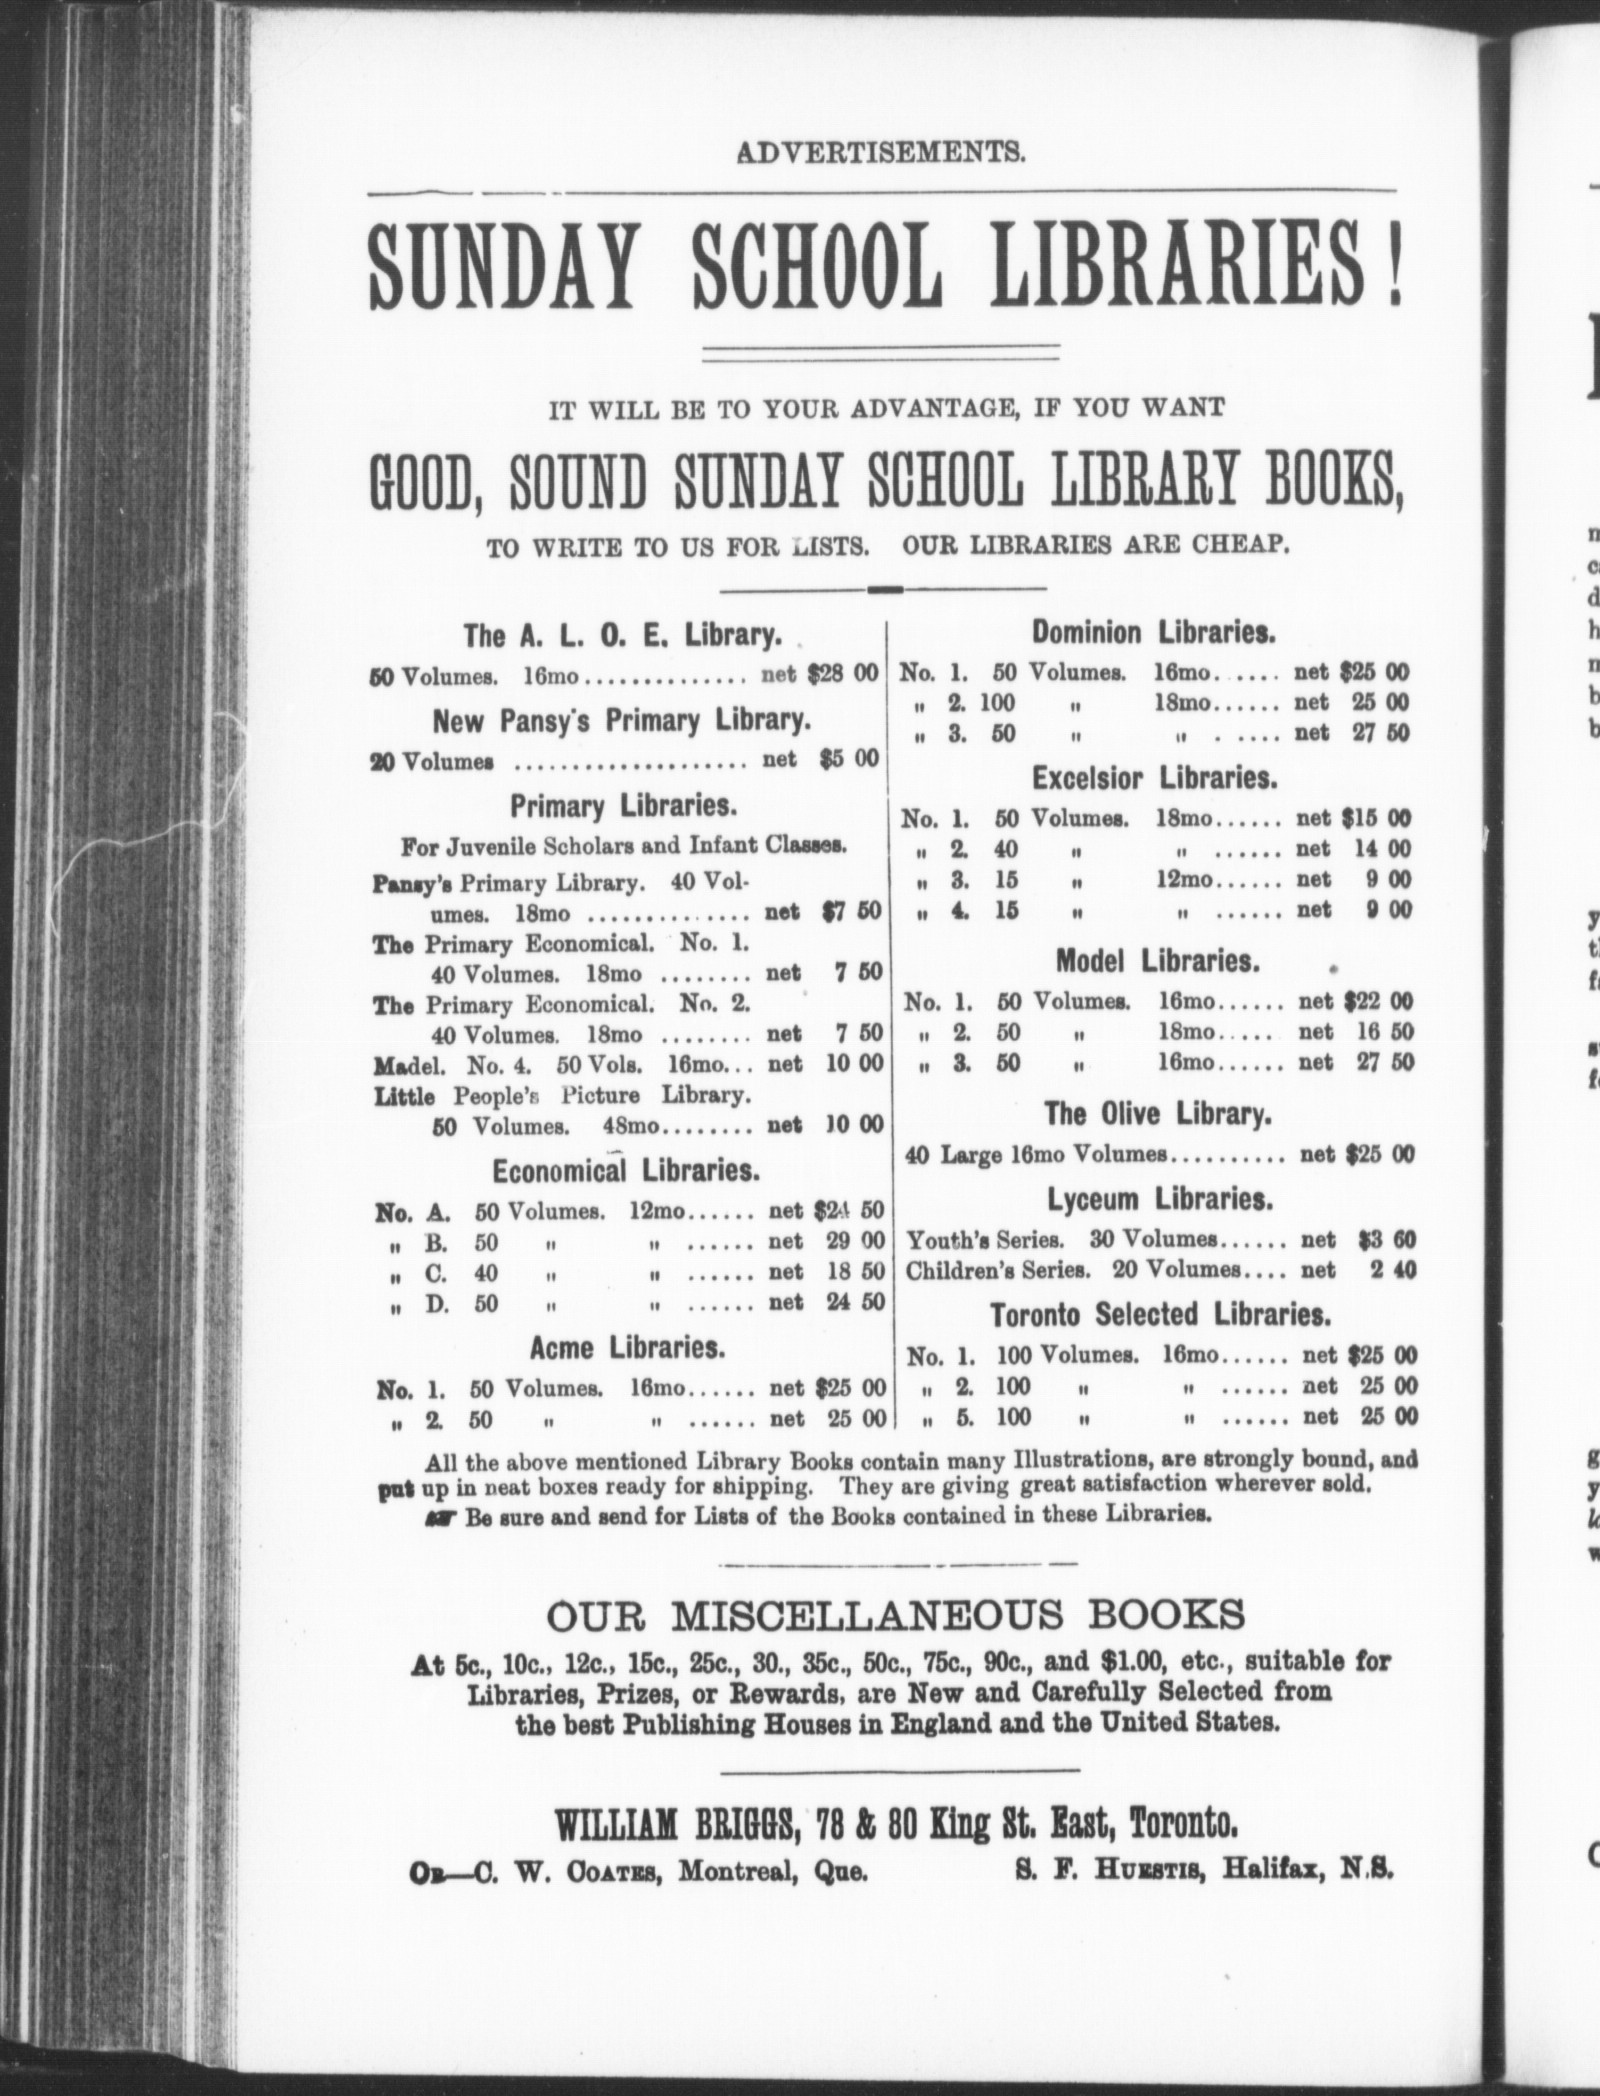 ADVERTISEMENTS.
SUNDAY SCHOOL LIBRARIES!
IT WILL BE TO YOUR ADVANTAGE, IF YOU WANT
GOOD, SOUND SUNDAY SCHOOL LIBRARY BOOKS,
TO WRITE TO US FOR LISTS. OUR LIBRARIES ARE CHEAP.
The A. L. O. E. Library.
50 Volumes. 16mo.............. net $28 00
New Pansy's Primary Library.
20 Volumes .................... net $5 00
Primary Libraries.
For Juvenile Scholars and Infant Classes.
Pansy's Primary Library. 40 Vol-
umes. 18mo .............. net $7 50
The Primary Economical. No. 1.
40 Volumes. 18mo ........ net 7 50
The Primary Economical. No. 2.
40 Volumes. 18mo ........ net 7 50
Madel. No. 4. 50 Vols. 16mo... net 10 00
Little People's Picture Library.
50 Volumes. 48mo........ net 10 00
Economical Libraries.
No. A. 50 Volumes. 12mo...... net $24 50
" B. 50 " " ...... net 29 00
" C. 40 " " ...... net 18 50
" D. 50 " " ...... net 24 50
Acme Libraries.
No. 1. 50 Volumes. 16mo...... net $25 00
" 2. 50 " " ...... net 25 00
Dominion Libraries.
No. 1. 50 Volumes. 16mo...... net $25 00
" 2. 100 " 18mo...... net 25 00
" 3. 50 " " ...... net 27 50
Excelsior Libraries.
No. 1. 50 Volumes. 18mo...... net $15 00
" 2. 40 " " ...... net 14 00
" 3. 15 " 12mo...... net 9 00
" 4. 15 " " ...... net 9 00
Model Libraries.
No. 1. 50 Volumes. 16mo...... net $22 00
" 2. 50 " 18mo..... net 16 50
" 3. 50 " 16mo...... net 27 50
The Olive Library.
40 Large 16mo Volumes.......... net $25 00
Lyceum Libraries.
Youth's Series. 30 Volumes...... net $3 60
Children's Series. 20 Volumes.... net 2 40
Toronto Selected Libraries.
No. 1. 100 Volumes. 16mo...... net $25 00
" 2. 100 " " ...... net 25 00
" 5. 100 " " ...... net 25 00
All the above mentioned Library Books contain many Illustrations, are strongly bound, and
put up in neat boxes ready for shipping. They are giving great satisfaction wherever sold.
☛ Be sure and send for Lists of the Books contained in these Libraries.
OUR MISCELLANEOUS BOOKS
At 5c., 10c., 12c., 15c., 25c., 30., 35c., 50c., 75c., 90c., and $1.00, etc., suitable for
Libraries, Prizes, or Rewards, are New and Carefully Selected from
the best Publishing Houses in England and the United States.
WILLIAM BRIGGS, 78 & 80 King St. East, Toronto.
OR—C. W. COATES, Montreal, Que. S. F. HUESTIS, Halifax, N.S.